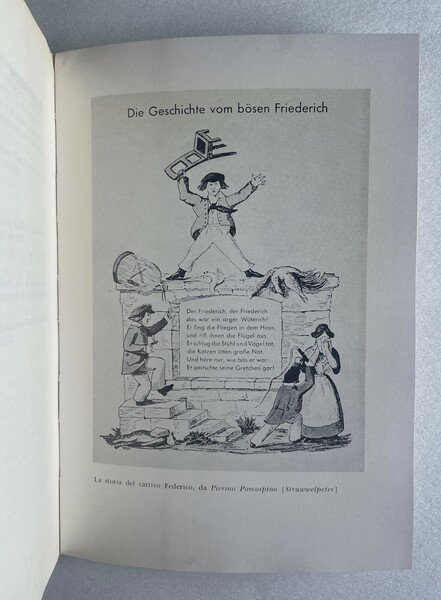 Die Geschichte vom bösen Friederich
Der Friederich, der Friederich
das war ein arger Wüterich!
Er fing die Fliegen in dem Haus,
und riß ihnen die Flügel aus.
Er schlug die Stühl und Vögel tot,
die Katzen litten große Not.
Und höre nur, wie bös er war:
Er peitschte seine Gretchen gar!
La storia del cattivo Federico, da Pierino Porcospino [Struwwelpeter]